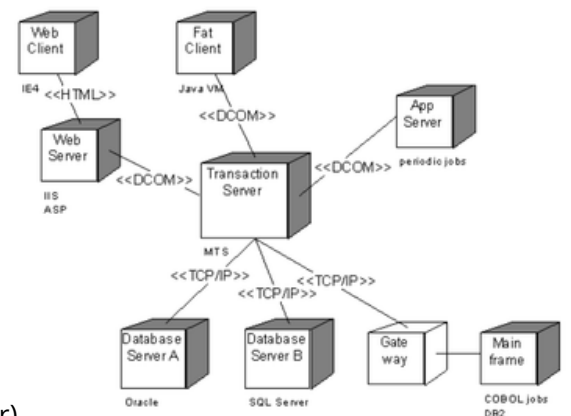 Web
Client
IE4
<<HTML>>
Web
Server
IIS
ASP
Fat
Client
Java VM
<<DCOM>>
App
Server
periodic jobs
<<DCOM>>
<<DCOM>>
Transaction
Server
MTS
<<TCP/IP>>
<<TCP/IP>>
<<TCP/IP>>
Database
Server A
Oracle
Database
Server B
SQL Server
Gate
way
Main
frame
COBOL jobs
DB2
r)